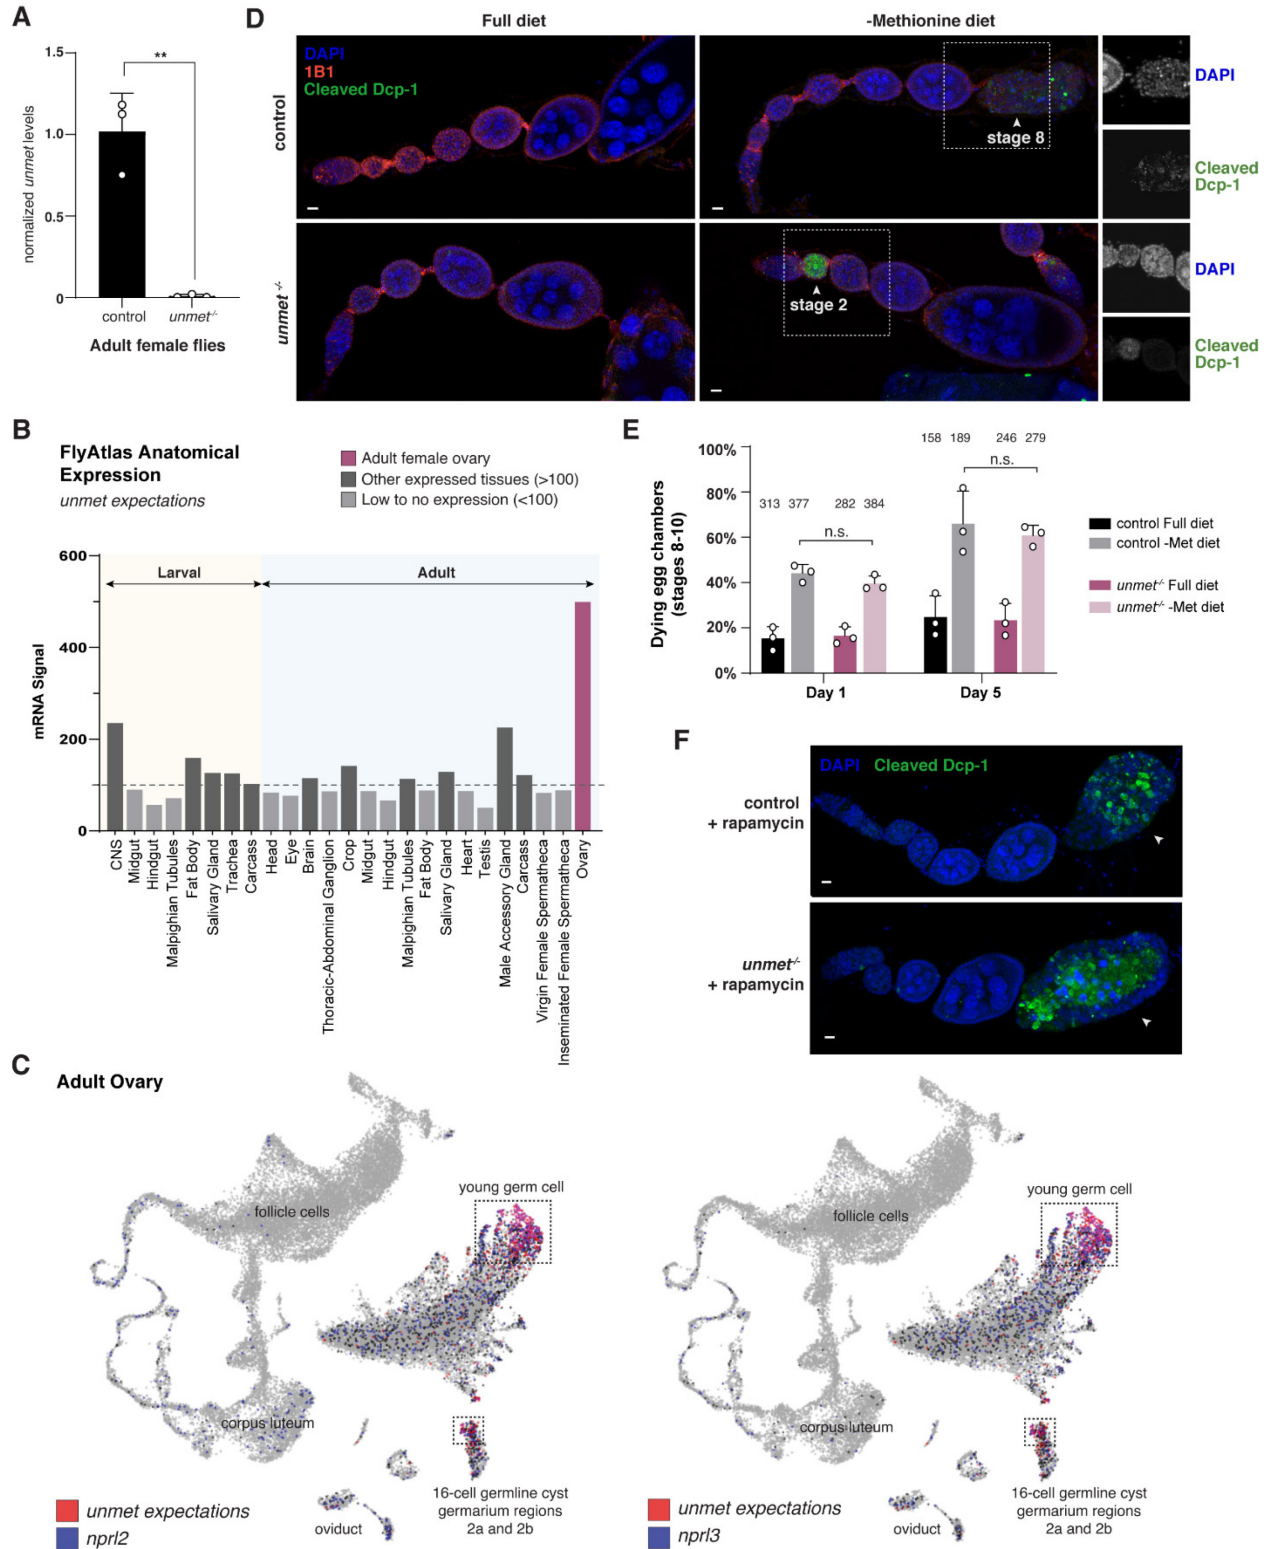 A
1.5
1.0
0.5
0
**
normalized unmet levels
control
unmet-/-
Adult female flies
D
Full diet
-Methionine diet
DAPI
1B1
Cleaved Dcp-1
control
unmet -/-
stage 8
stage 2
DAPI
Cleaved
Dcp-1
DAPI
Cleaved
Dcp-1
B
FlyAtlas Anatomical
Expression
unmet expectations
Adult female ovary
Other expressed tissues (>100)
Low to no expression (<100)
mRNA Signal
600
400
200
0
Larval
Adult
CNS
Midgut
Hindgut
Malpighian Tubules
Fat Body
Salivary Gland
Trachea
Carcass
Head
Eye
Brain
Thoracic-Abdominal Ganglion
Crop
Midgut
Hindgut
Malpighian Tubules
Fat Body
Salivary Gland
Heart
Testis
Male Accessory Gland
Carcass
Virgin Female Spermatheca
Inseminated Female Spermatheca
Ovary
E
Dying egg chambers
(stages 8-10)
100%
80%
60%
40%
20%
0%
313 377 282 384
n.s.
158 189 246 279
n.s.
Day 1
Day 5
control Full diet
control -Met diet
unmet-/- Full diet
unmet-/- -Met diet
F
DAPI Cleaved Dcp-1
control
+ rapamycin
unmet-/-
+ rapamycin
C
Adult Ovary
follicle cells
young germ cell
corpus luteum
16-cell germline cyst
germarium regions
2a and 2b
oviduct
unmet expectations
nprl2
follicle cells
young germ cell
corpus luteum
16-cell germline cyst
germarium regions
2a and 2b
oviduct
unmet expectations
nprl3